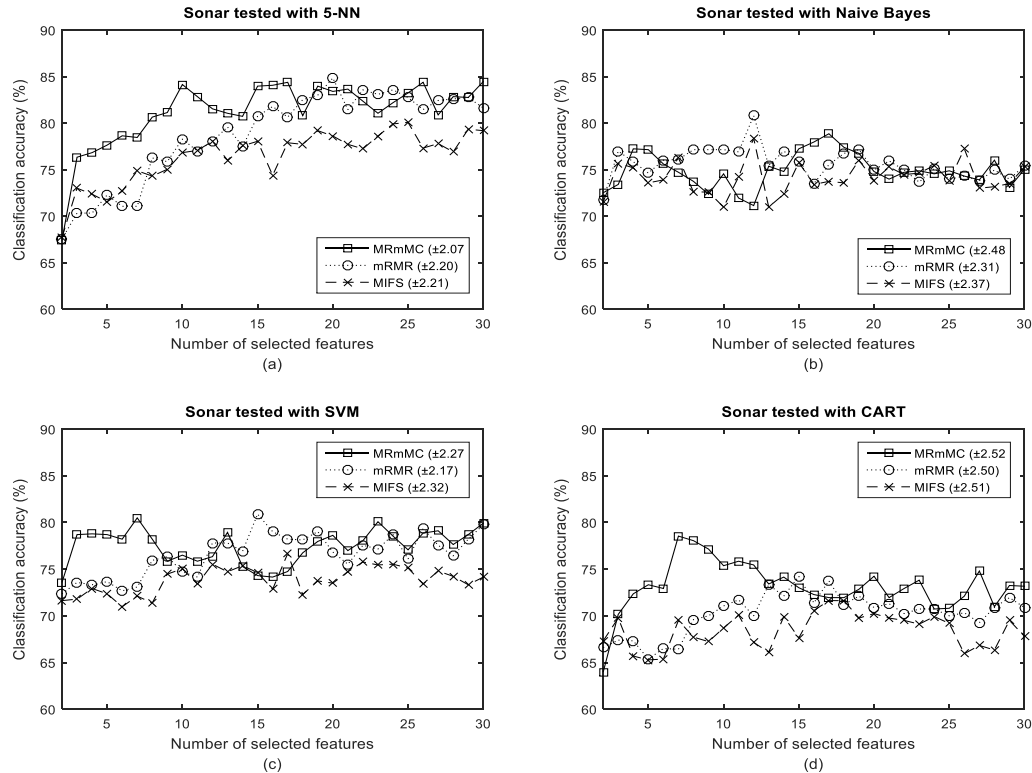 Sonar tested with 5-NN
90
85
80
75
70
65
60
Classification accuracy (%)
MRmMC (±2.07
mRMR (±2.20)
MIFS (±2.21)
5 10 15 20 25 30
Number of selected features
(a)
Sonar tested with Naive Bayes
90
85
80
75
70
65
60
Classification accuracy (%)
MRmMC (±2.48
mRMR (±2.31)
MIFS (±2.37)
5 10 15 20 25 30
Number of selected features
(b)
Sonar tested with SVM
90
85
80
75
70
65
60
Classification accuracy (%)
MRmMC (±2.27
mRMR (±2.17)
MIFS (±2.32)
5 10 15 20 25 30
Number of selected features
(c)
Sonar tested with CART
90
85
80
75
70
65
60
Classification accuracy (%)
MRmMC (±2.52
mRMR (±2.50)
MIFS (±2.51)
5 10 15 20 25 30
Number of selected features
(d)